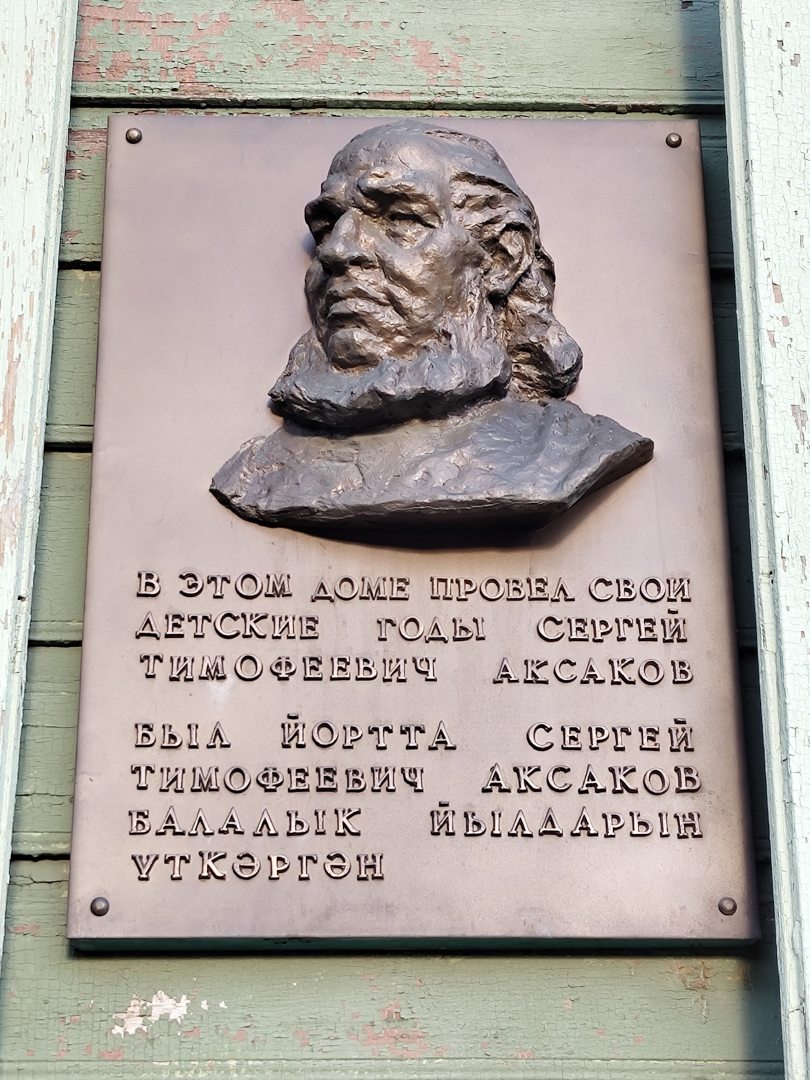 В ЭТОМ ДОМЕ ПРОВЕЛ СВОИ
ДЕТСКИЕ ГОДЫ СЕРГЕЙ
ТИМОФЕЕВИЧ АКСАКОВ
БЫЛ ЙОРТТА СЕРГЕЙ
ТИМОФЕЕВИЧ АКСАКОВ
БАЛАЛЫК ЙЫЛДАРЫН
ҮТКӘРГӘН